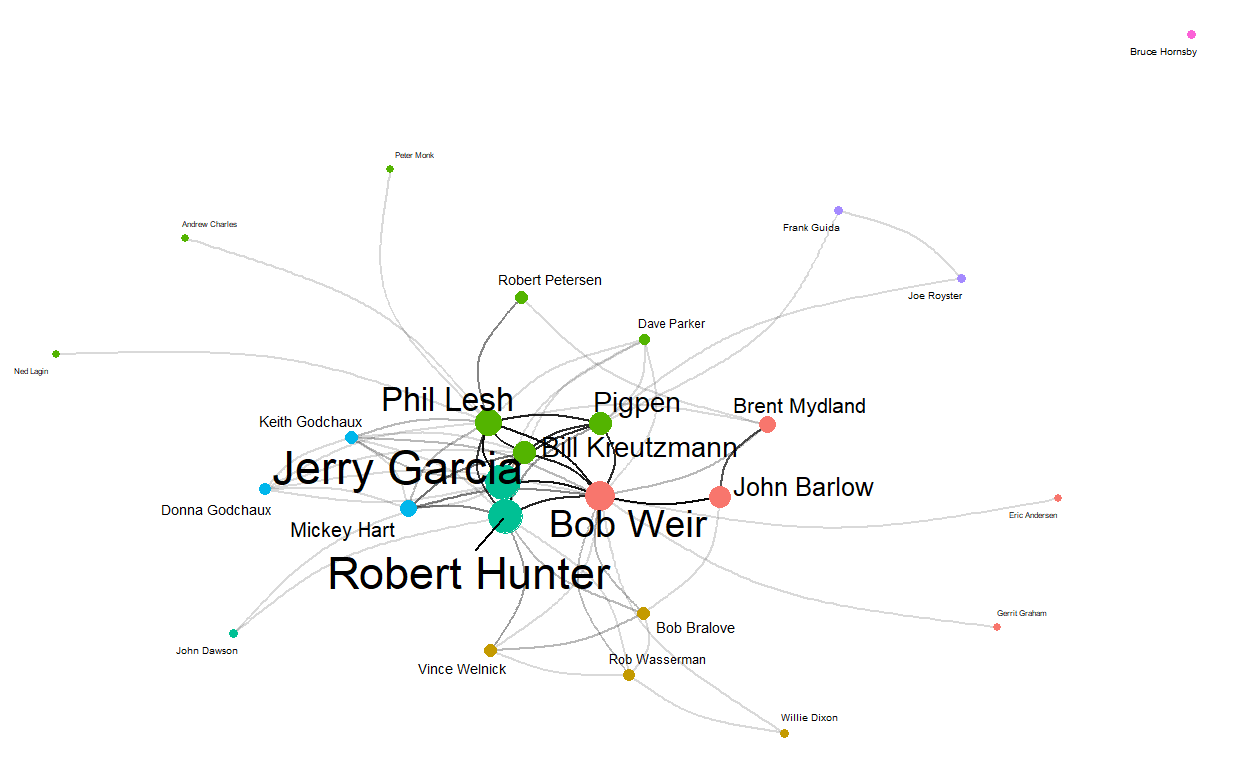 Bruce Hornsby
Peter Monk
Andrew Charles
Frank Guida
Robert Petersen
Joe Royster
Dave Parker
Ned Lagin
Phil Lesh
Pigpen
Brent Mydland
Keith Godchaux
Bill Kreutzmann
Jerry Garcia
John Barlow
Donna Godchaux
Eric Andersen
Mickey Hart
Bob Weir
Robert Hunter
Gerrit Graham
Bob Bralove
John Dawson
Rob Wasserman
Vince Welnick
Willie Dixon